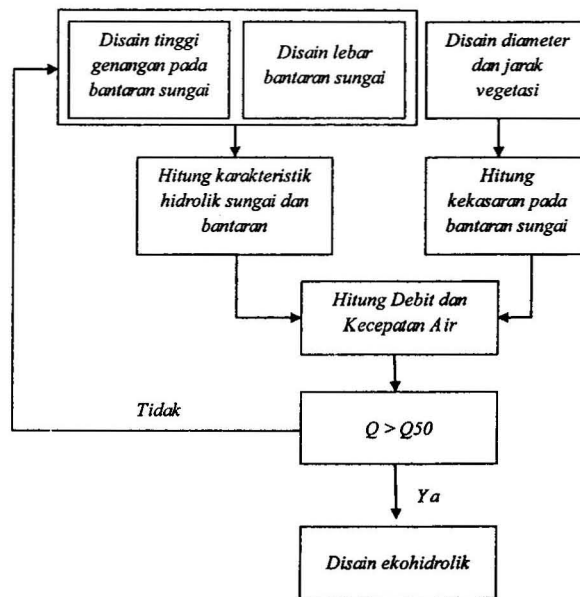 Disain tinggi
genangan pada
bantaran sungai
Disain lebar
bantaran sungai
Disain diameter
dan jarak
vegetasi
Hitung karakteristik
hidrolik sungai dan
bantaran
Hitung
kekasaran pada
bantaran sungai
Hitung Debit dan
Kecepatan Air
Tidak
Q > Q50
Ya
Disain ekohidrolik